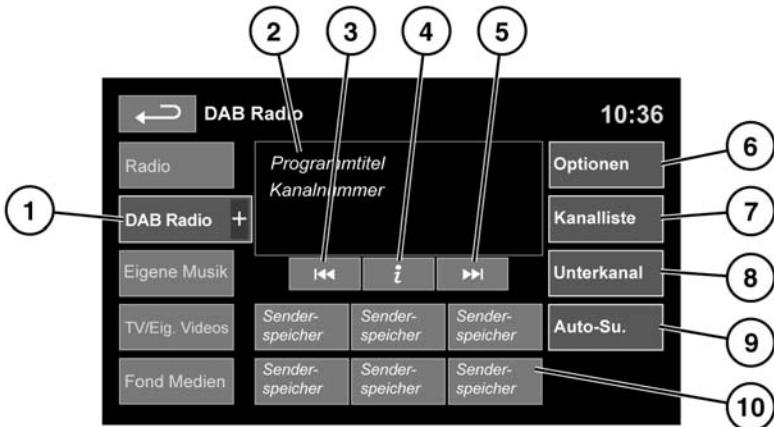 2
3
4
5
DAB Radio
10:36
Radio
Programmtitel
Kanalnummer
Optionen
6
1
DAB Radio +
Kanalliste
7
Eigene Musik
i
Unterkanal
8
TV/Eig. Videos
Sender-
speicher
Sender-
speicher
Sender-
speicher
Auto-Su.
9
Fond Medien
Sender-
speicher
Sender-
speicher
Sender-
speicher
10